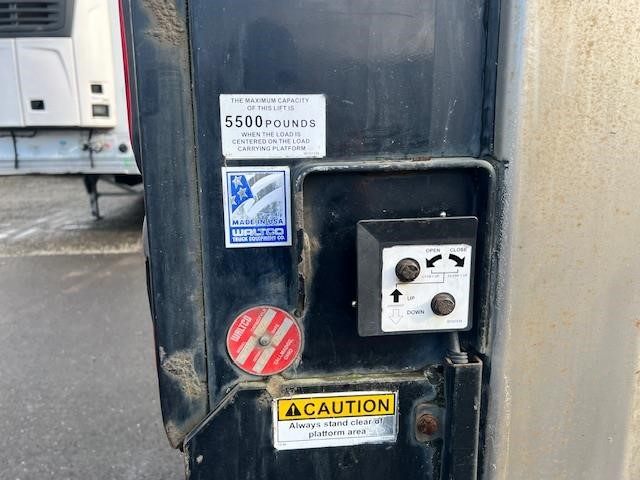 THE MAXIMUM CAPACITY
OF THIS LIFT IS
5500 POUNDS
WHEN THE LOAD IS
CENTERED ON THE LOAD
CARRYING PLATFORM
MADE IN USA
WALTCO
TRUCK EQUIPMENT CO.
OPEN CLOSE
UP
DOWN
WALTCO
TALLMADGE,
OHIO
CAUTION
Always stand clear of
platform area